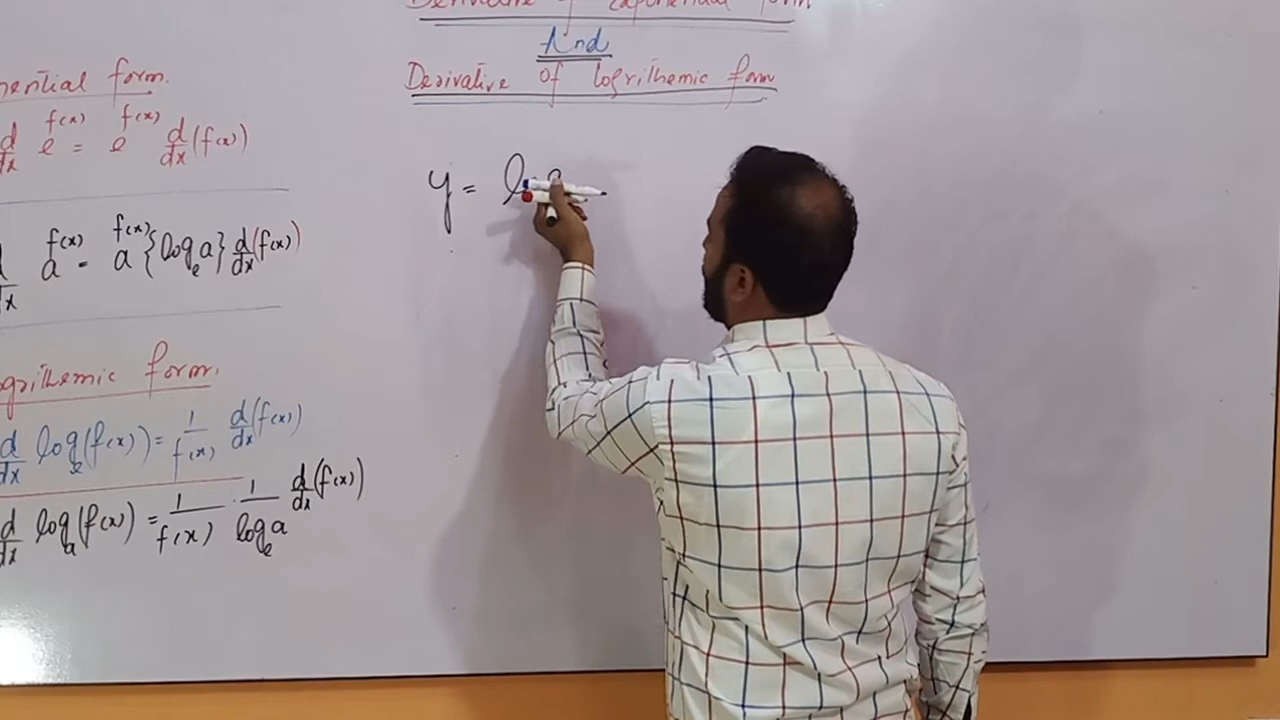 Derivative of Exponential form
And
Derivative of logrithemic form
nential form.
d/dx e^f(x) = e^f(x) d/dx (f(x))
d/dx a^f(x) = a^f(x) {log_e a} d/dx (f(x))
ogrithemic form.
d/dx log_e (f(x)) = 1/f(x) d/dx (f(x))
d/dx log_a (f(x)) = 1/f(x) · 1/log_e a d/dx (f(x))
y =